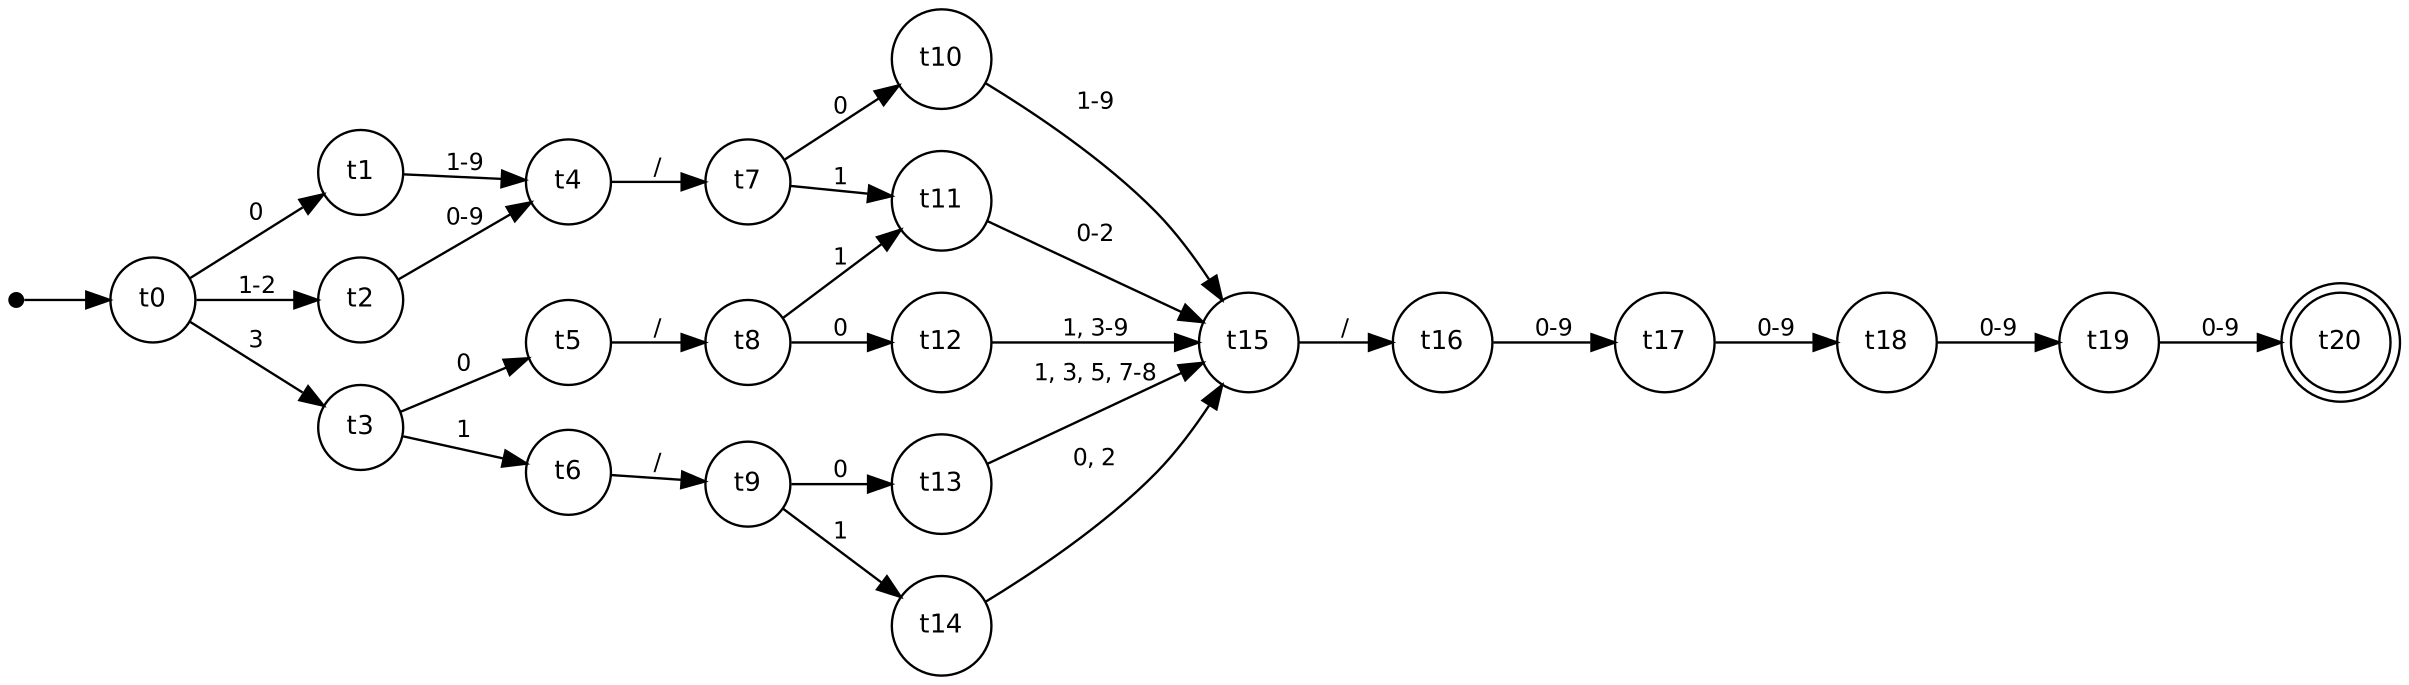 t10
1-9
0
t1
1-9
t4
/
t7
1
t11
0
0-9
0-2
1
t0
1-2
t2
t5
/
t8
0
t12
1, 3-9
t15
/
t16
0-9
t17
0-9
t18
0-9
t19
0-9
t20
3
0
1, 3, 5, 7-8
t3
1
t6
/
t9
0
t13
0, 2
1
t14